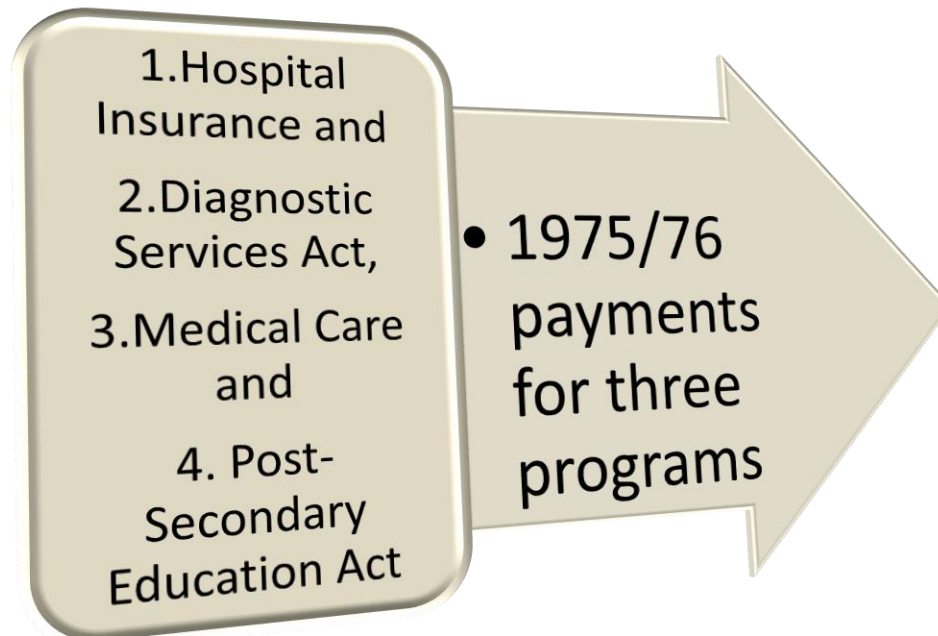 1.Hospital
Insurance and
2.Diagnostic
Services Act,
3.Medical Care
and
4. Post-
Secondary
Education Act
• 1975/76
payments
for three
programs